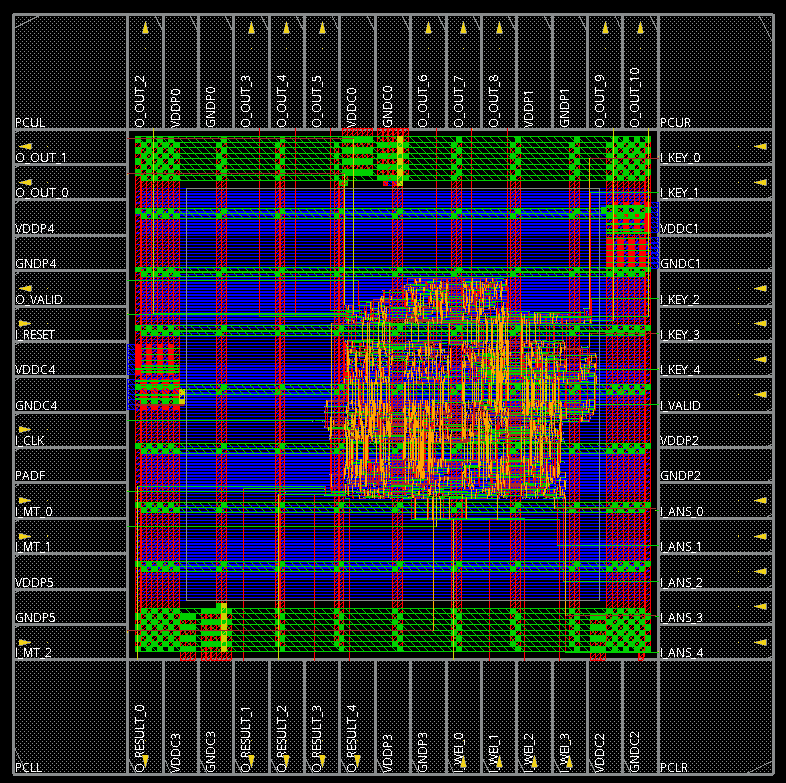 O_OUT_2
VDDP0
GNDP0
O_OUT_3
O_OUT_4
O_OUT_5
VDDC0
GNDC0
O_OUT_6
O_OUT_7
O_OUT_8
VDDP1
GNDP1
O_OUT_9
O_OUT_10
PCUL
PCUR
O_OUT_1
I_KEY_0
O_OUT_0
I_KEY_1
VDDP4
VDDC1
GNDP4
GNDC1
O_VALID
I_KEY_2
I_RESET
I_KEY_3
VDDC4
I_KEY_4
GNDC4
I_VALID
I_CLK
VDDP2
PADF
GNDP2
I_MT_0
I_ANS_0
I_MT_1
I_ANS_1
VDDP5
I_ANS_2
GNDP5
I_ANS_3
I_MT_2
I_ANS_4
O_RESULT_0
VDDC3
GNDC3
O_RESULT_1
O_RESULT_2
O_RESULT_3
O_RESULT_4
VDDP3
GNDP3
I_WEI_0
I_WEI_1
I_WEI_2
I_WEI_3
VDDC2
GNDC2
PCLL
PCLR